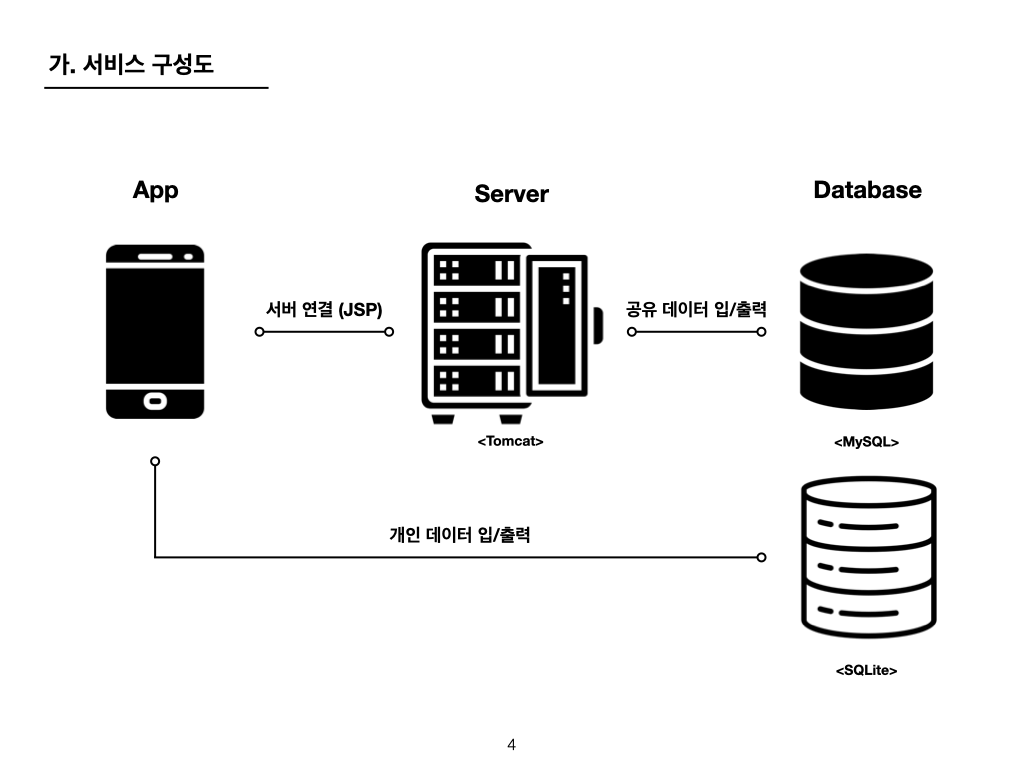 가. 서비스 구성도
App
Server
Database
서버 연결 (JSP)
공유 데이터 입/출력
<Tomcat>
<MySQL>
개인 데이터 입/출력
<SQLite>
4